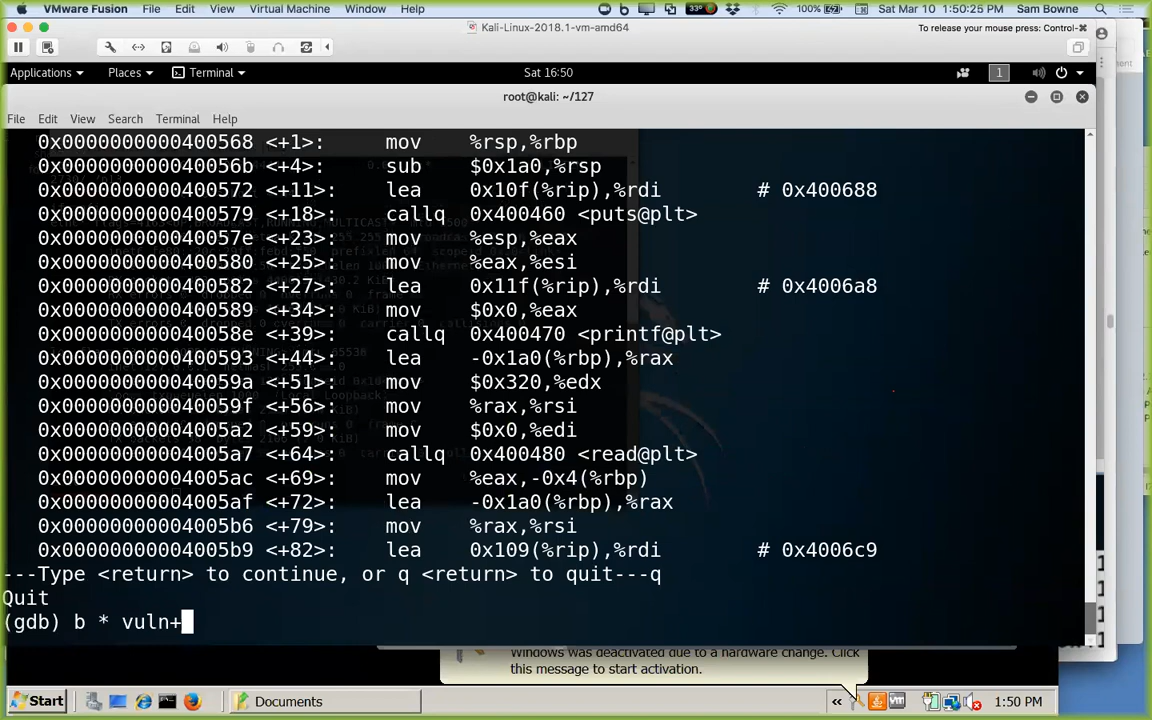 VMware Fusion File Edit View Virtual Machine Window Help 33° 100% Sat Mar 10 1:50:25 PM Sam Bowne
Kali-Linux-2018.1-vm-amd64 To release your mouse press: Control-⌘
Applications Places Terminal Sat 16:50 1
root@kali: ~/127
File Edit View Search Terminal Help
0x0000000000400568 <+1>: mov %rsp,%rbp
0x000000000040056b <+4>: sub $0x1a0,%rsp
0x0000000000400572 <+11>: lea 0x10f(%rip),%rdi # 0x400688
0x0000000000400579 <+18>: callq 0x400460 <puts@plt>
0x000000000040057e <+23>: mov %esp,%eax
0x0000000000400580 <+25>: mov %eax,%esi
0x0000000000400582 <+27>: lea 0x11f(%rip),%rdi # 0x4006a8
0x0000000000400589 <+34>: mov $0x0,%eax
0x000000000040058e <+39>: callq 0x400470 <printf@plt>
0x0000000000400593 <+44>: lea -0x1a0(%rbp),%rax
0x000000000040059a <+51>: mov $0x320,%edx
0x000000000040059f <+56>: mov %rax,%rsi
0x00000000004005a2 <+59>: mov $0x0,%edi
0x00000000004005a7 <+64>: callq 0x400480 <read@plt>
0x00000000004005ac <+69>: mov %eax,-0x4(%rbp)
0x00000000004005af <+72>: lea -0x1a0(%rbp),%rax
0x00000000004005b6 <+79>: mov %rax,%rsi
0x00000000004005b9 <+82>: lea 0x109(%rip),%rdi # 0x4006c9
---Type <return> to continue, or q <return> to quit---q
Quit
(gdb) b * vuln+
Windows was deactivated due to a hardware change. Click
this message to start activation.
Start Documents « 1:50 PM